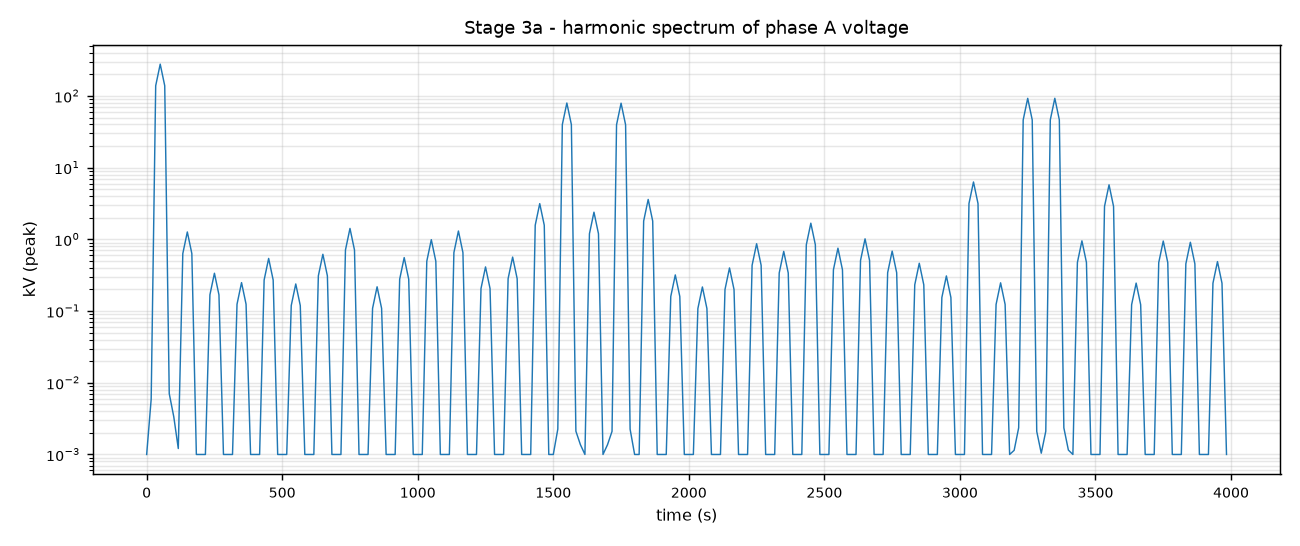 Stage 3a - harmonic spectrum of phase A voltage
kV (peak)
10²
10¹
10⁰
10⁻¹
10⁻²
10⁻³
0 500 1000 1500 2000 2500 3000 3500 4000
time (s)